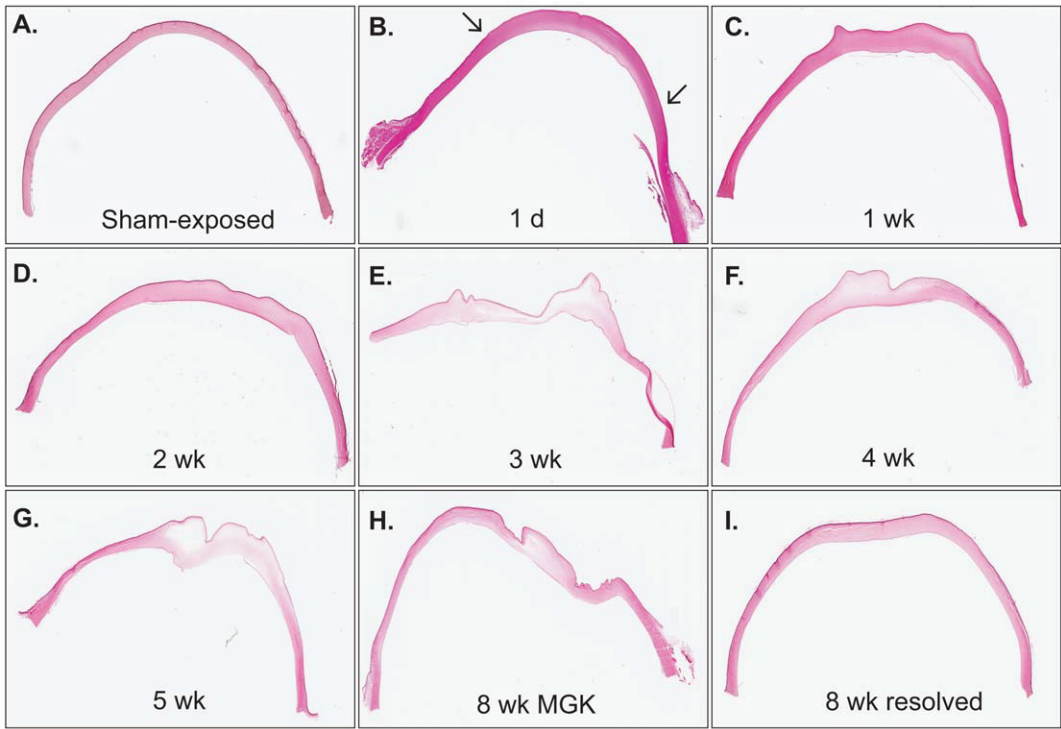 A.
Sham-exposed
B.
1 d
C.
1 wk
D.
2 wk
E.
3 wk
F.
4 wk
G.
5 wk
H.
8 wk MGK
I.
8 wk resolved